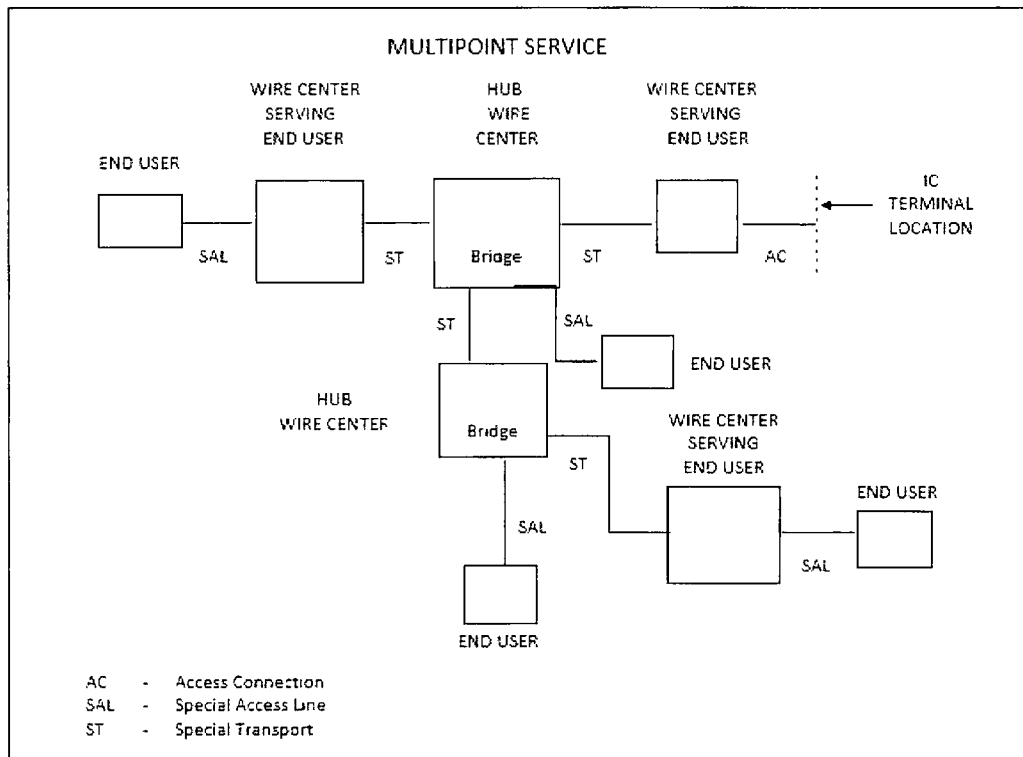 MULTIPOINT SERVICE
WIRE CENTER
SERVING
END USER
HUB
WIRE
CENTER
WIRE CENTER
SERVING
END USER
END USER
IC
TERMINAL
LOCATION
SAL
ST
Bridge
ST
AC
ST
SAL
END USER
HUB
WIRE CENTER
Bridge
WIRE CENTER
SERVING
END USER
ST
END USER
SAL
SAL
END USER
AC - Access Connection
SAL - Special Access Line
ST - Special Transport